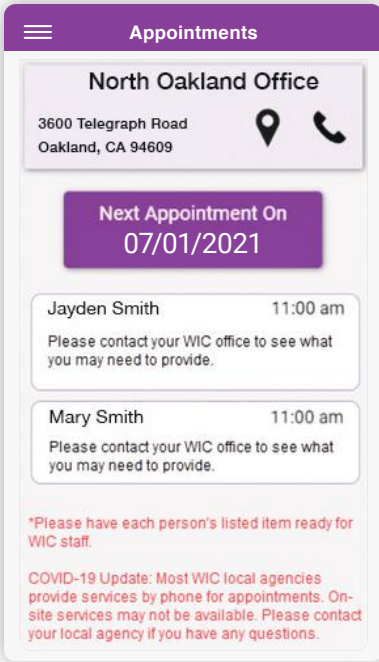 Appointments
North Oakland Office
3600 Telegraph Road
Oakland, CA 94609
Next Appointment On
07/01/2021
Jayden Smith 11:00 am
Please contact your WIC office to see what
you may need to provide.
Mary Smith 11:00 am
Please contact your WIC office to see what
you may need to provide.
*Please have each person's listed item ready for
WIC staff.
COVID-19 Update: Most WIC local agencies
provide services by phone for appointments. On-
site services may not be available. Please contact
your local agency if you have any questions.